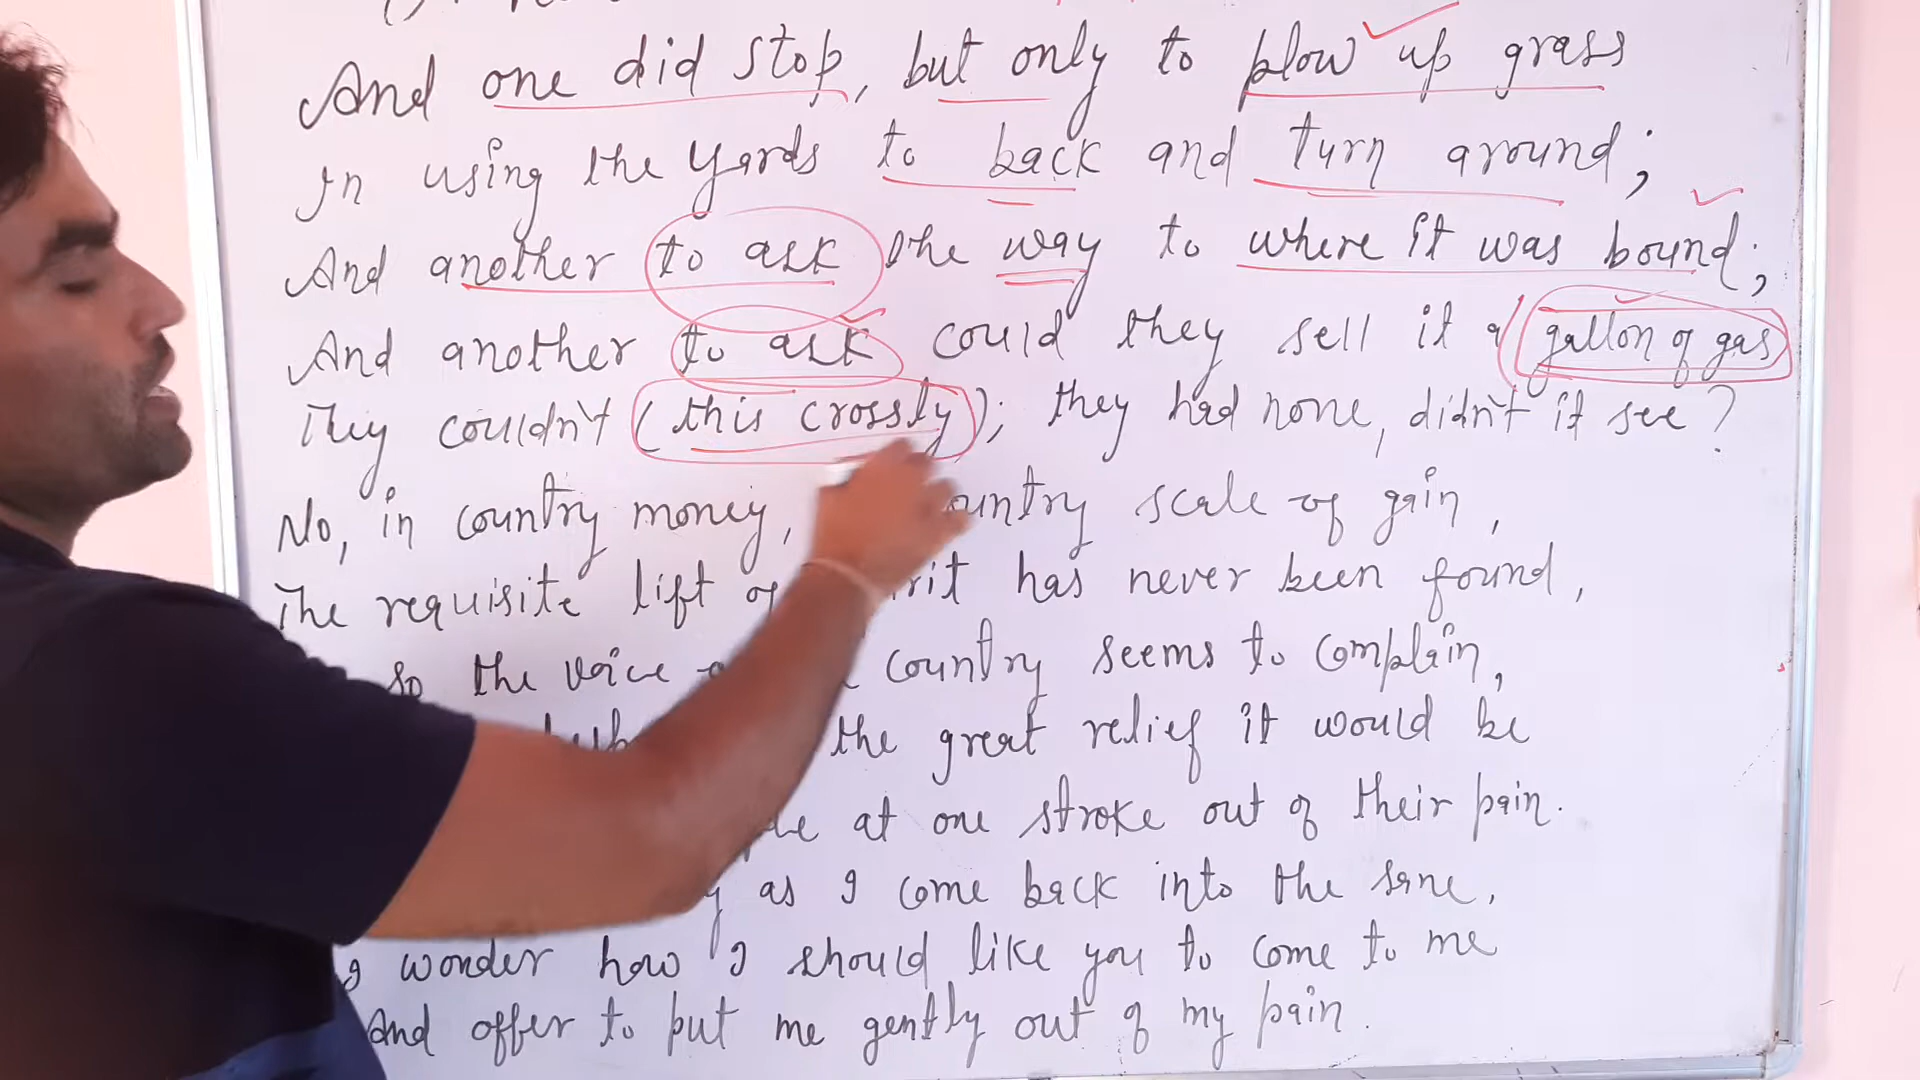 And one did stop, but only to plow up grass
In using the yards to back and turn around;
And another to ask the way to where it was bound;
And another to ask could they sell it a gallon of gas
They couldn't (this crossly); they had none, didn't it see?
No, in country money, country scale of gain,
The requisite lift of has never been found,
so the voice country seems to complain,
the great relief it would be
at one stroke out of their pain.
as I come back into the sane,
I wonder how I should like you to come to me
And offer to put me gently out of my pain.